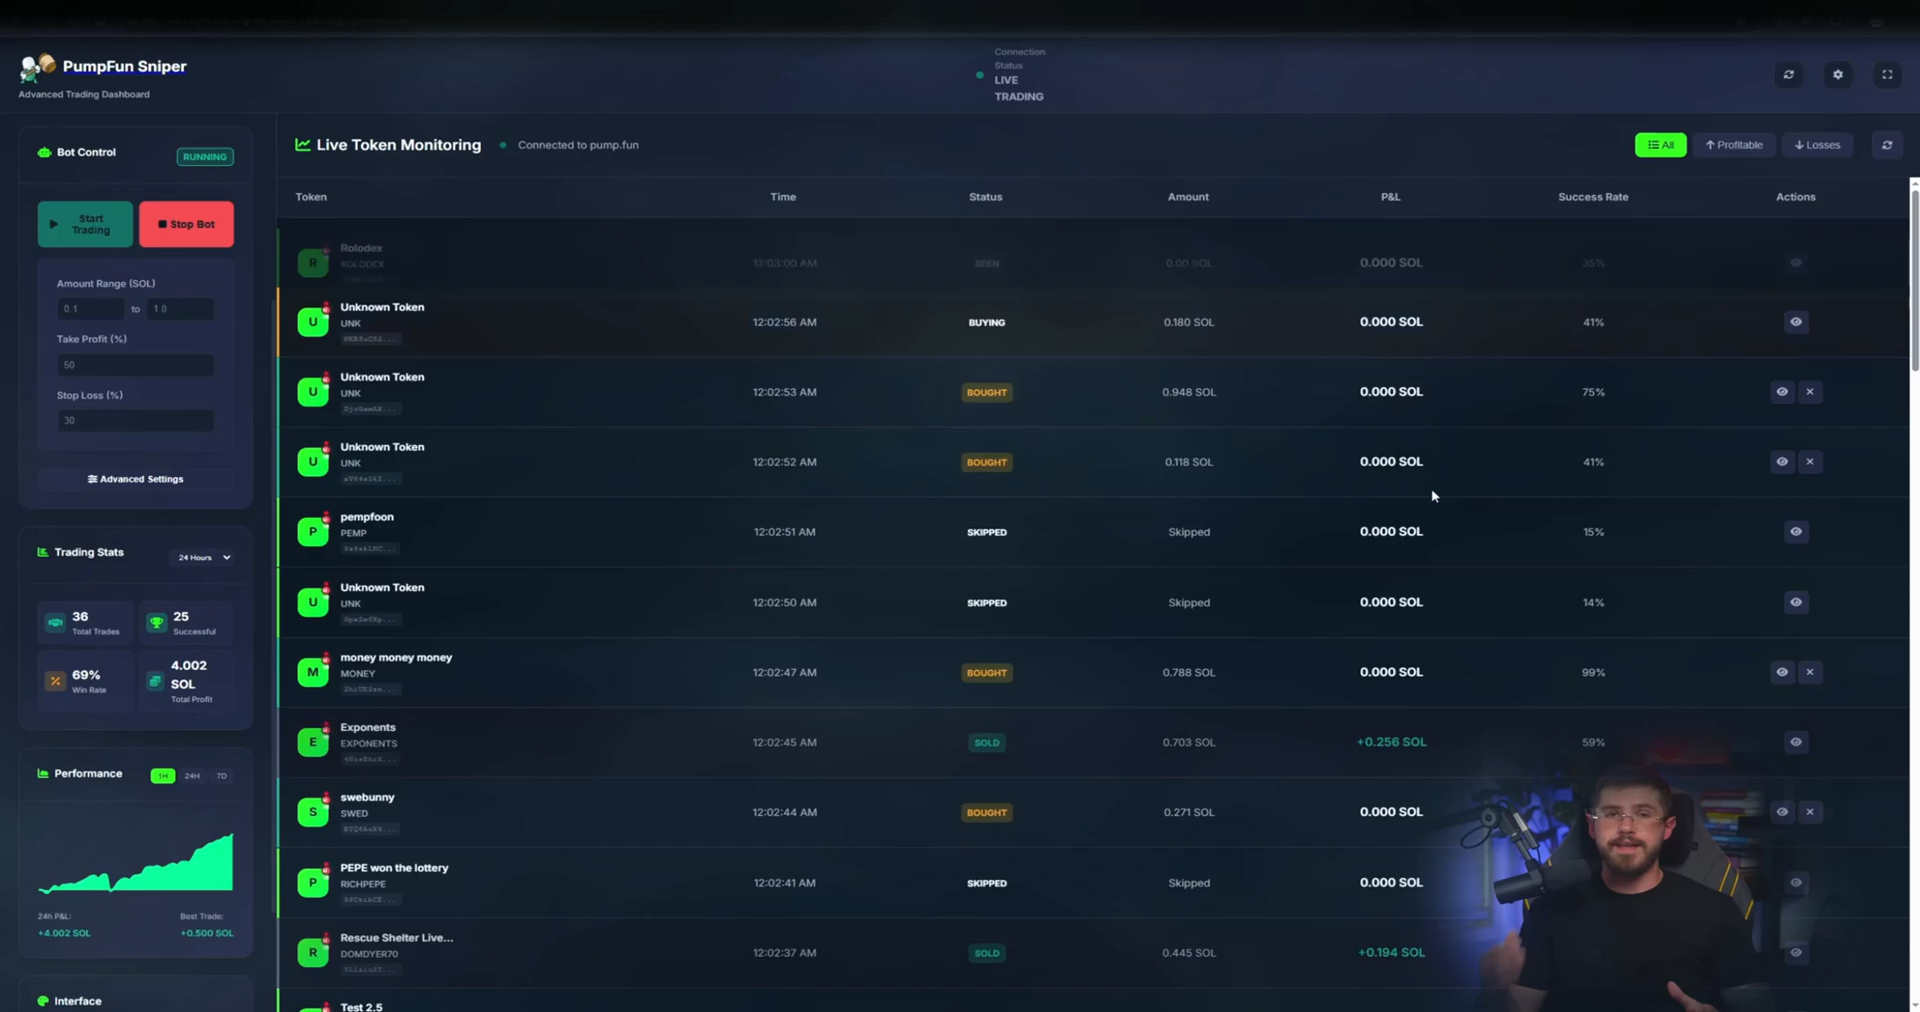 PumpFun Sniper
Advanced Trading Dashboard
Connection
Status
LIVE
TRADING
Bot Control
RUNNING
Start
Trading
Stop Bot
Amount Range (SOL)
0.1 to 1.0
Take Profit (%)
50
Stop Loss (%)
30
Advanced Settings
Trading Stats
24 Hours
36
Total Trades
25
Successful
69%
Win Rate
4.002
SOL
Total Profit
Performance
1H 24H 7D
24h P&L:
+4.002 SOL
Best Trade:
+0.500 SOL
Interface
Live Token Monitoring
Connected to pump.fun
All
Profitable
Losses
Token Time Status Amount P&L Success Rate Actions
R Rolodex
ROLODEX
12:03:00 AM SEEN 0.00 SOL 0.000 SOL 35%
U Unknown Token
UNK
12:02:56 AM BUYING 0.180 SOL 0.000 SOL 41%
U Unknown Token
UNK
12:02:53 AM BOUGHT 0.948 SOL 0.000 SOL 75%
U Unknown Token
UNK
12:02:52 AM BOUGHT 0.118 SOL 0.000 SOL 41%
P pempfoon
PEMP
12:02:51 AM SKIPPED Skipped 0.000 SOL 15%
U Unknown Token
UNK
12:02:50 AM SKIPPED Skipped 0.000 SOL 14%
M money money money
MONEY
12:02:47 AM BOUGHT 0.788 SOL 0.000 SOL 99%
E Exponents
EXPONENTS
12:02:45 AM SOLD 0.703 SOL +0.256 SOL 59%
S swebunny
SWED
12:02:44 AM BOUGHT 0.271 SOL 0.000 SOL
P PEPE won the lottery
RICHPEPE
12:02:41 AM SKIPPED Skipped 0.000 SOL
R Rescue Shelter Live...
DOMDYER70
12:02:37 AM SOLD 0.445 SOL +0.194 SOL
Test 2.5